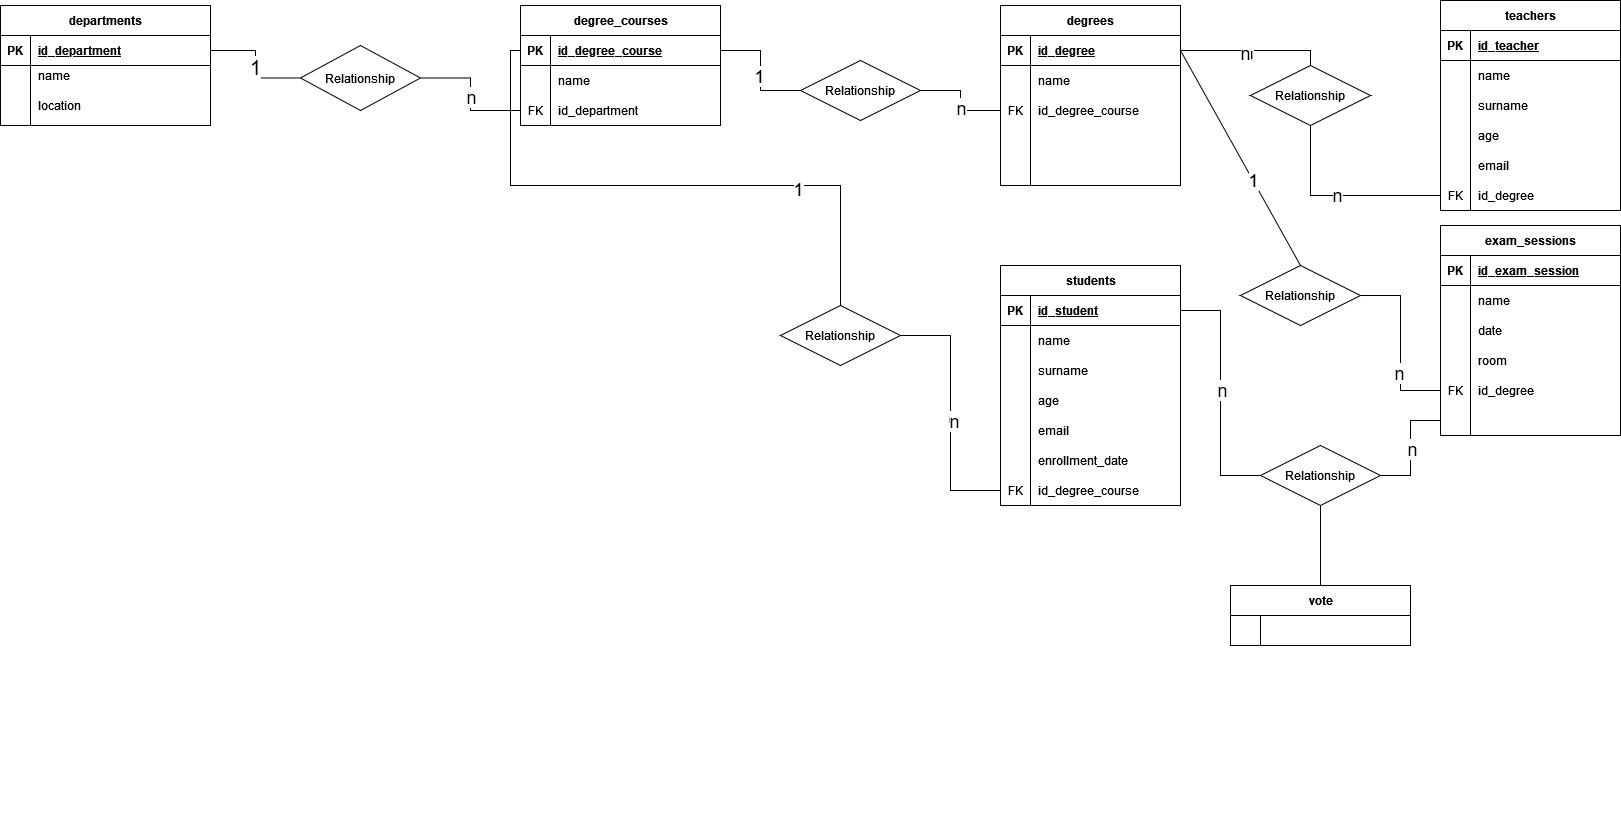 departments
PK id_department
name
location
1
Relationship
n
degree_courses
PK id_degree_course
name
FK id_department
1
Relationship
n
degrees
PK id_degree
name
FK id_degree_course
n
Relationship
n
teachers
PK id_teacher
name
surname
age
email
FK id_degree
1
Relationship
n
exam_sessions
PK id_exam_session
name
date
room
FK id_degree
1
Relationship
n
students
PK id_student
name
surname
age
email
enrollment_date
FK id_degree_course
n
Relationship
n
vote